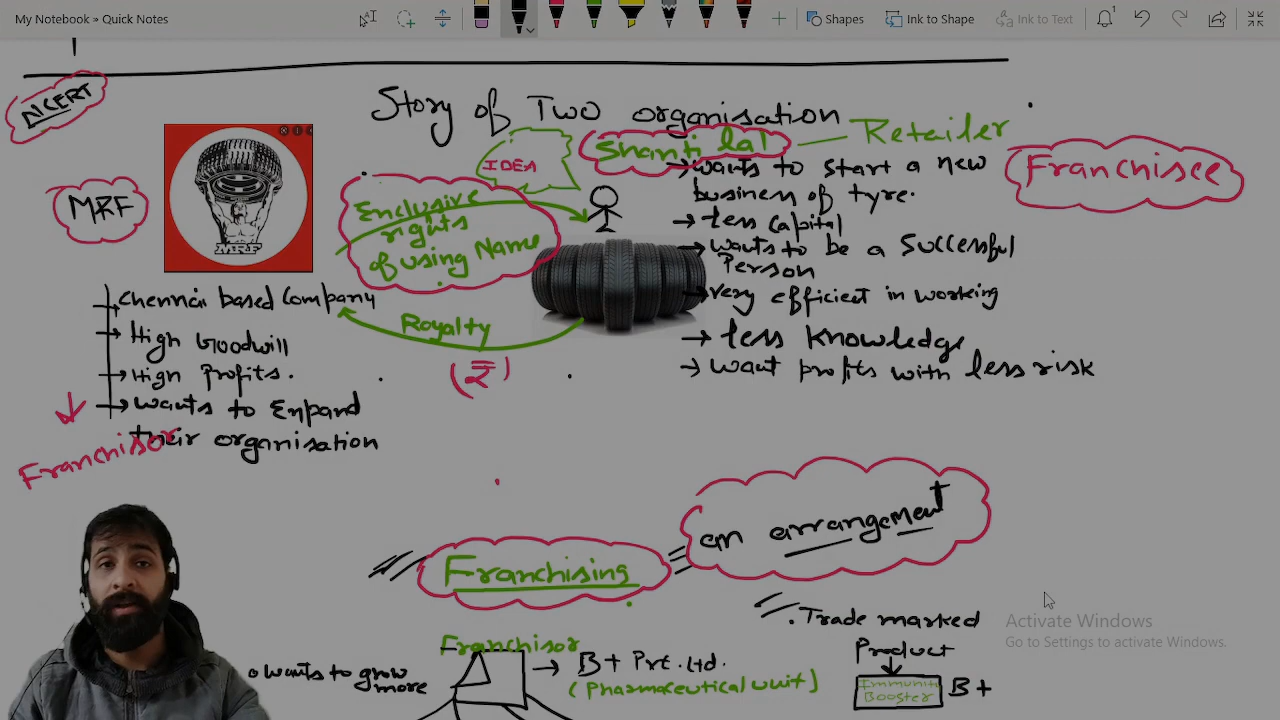 My Notebook > Quick Notes
Shapes
Ink to Shape
Ink to Text
NCERT
Story of Two organisation
IDEA
Shanti lal
Retailer
Franchisee
MRF
MRF
Exclusive
rights
of using Name
Royalty
(₹)
→ wants to start a new
business of tyre.
→ less Capital
→ wants to be a Successful
Person
→ very efficient in working
→ less Knowledge
→ want profits with less risk
Chennai based Company
→ High Goodwill
→ High Profits.
→ wants to Expand
their organisation
Franchisor
Franchising
an arrangement
Trade marked
Product
Immunity
Booster
B+
Franchisor
wants to grow
more
→ B+ Pvt. Ltd.
(Pharmaceutical unit)
Activate Windows
Go to Settings to activate Windows.